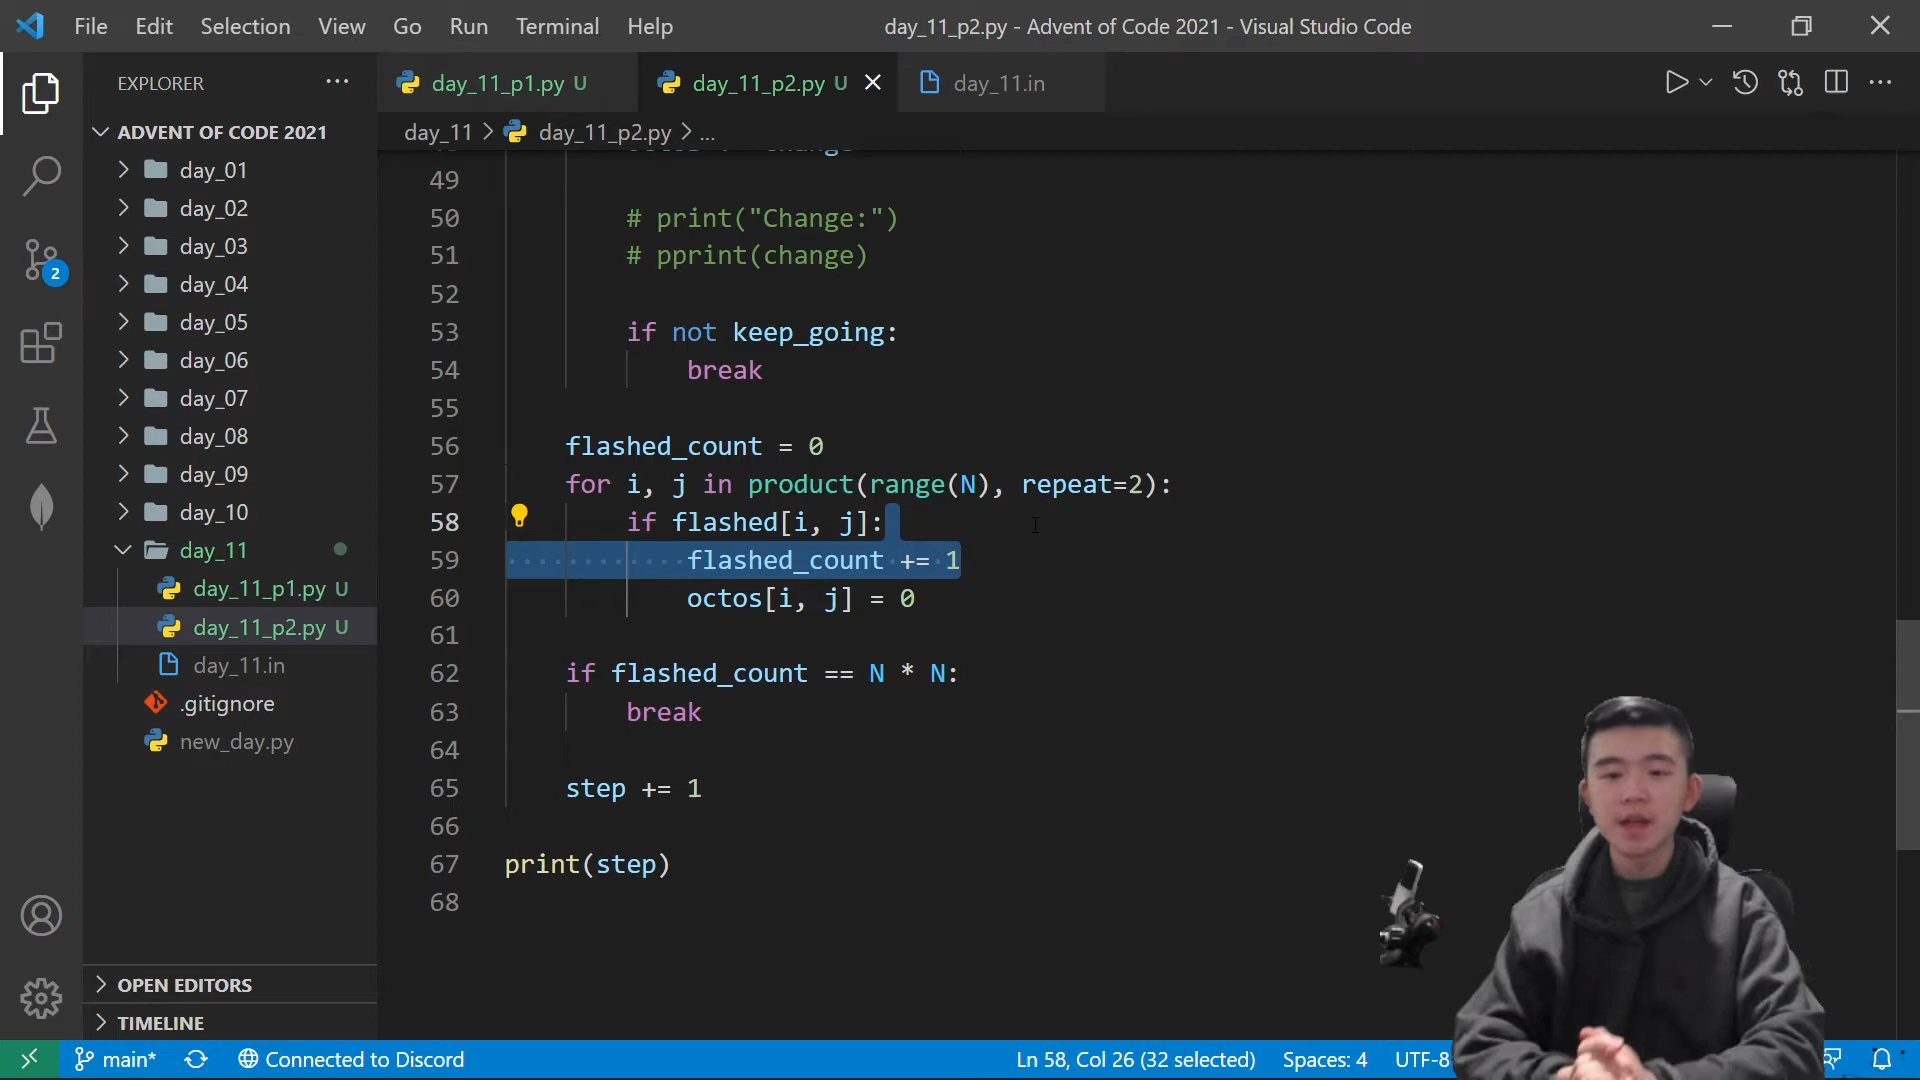 File Edit Selection View Go Run Terminal Help
day_11_p2.py - Advent of Code 2021 - Visual Studio Code
EXPLORER
day_11_p1.py U
day_11_p2.py U
day_11.in
ADVENT OF CODE 2021
day_11 > day_11_p2.py > ...
day_01
day_02
day_03
day_04
day_05
day_06
day_07
day_08
day_09
day_10
day_11
day_11_p1.py U
day_11_p2.py U
day_11.in
.gitignore
new_day.py
OPEN EDITORS
TIMELINE
2
49
50 # print("Change:")
51 # pprint(change)
52
53 if not keep_going:
54 break
55
56 flashed_count = 0
57 for i, j in product(range(N), repeat=2):
58 if flashed[i, j]:
59 flashed_count += 1
60 octos[i, j] = 0
61
62 if flashed_count == N * N:
63 break
64
65 step += 1
66
67 print(step)
68
main* Connected to Discord
Ln 58, Col 26 (32 selected) Spaces: 4 UTF-8